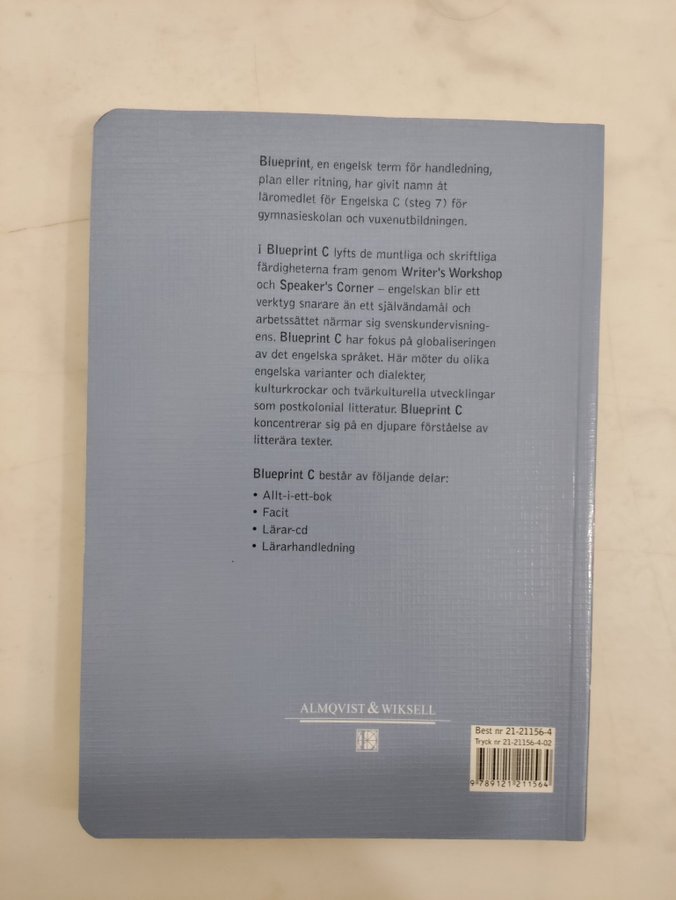 Blueprint, en engelsk term för handledning,
plan eller ritning, har givit namn åt
läromedlet för Engelska C (steg 7) för
gymnasieskolan och vuxenutbildningen.
I Blueprint C lyfts de muntliga och skriftliga
färdigheterna fram genom Writer's Workshop
och Speaker's Corner – engelskan blir ett
verktyg snarare än ett självändamål och
arbetssättet närmar sig svenskundervisning-
ens. Blueprint C har fokus på globaliseringen
av det engelska språket. Här möter du olika
engelska varianter och dialekter,
kulturkrockar och tvärkulturella utvecklingar
som postkolonial litteratur. Blueprint C
koncentrerar sig på en djupare förståelse av
litterära texter.
Blueprint C består av följande delar:
• Allt-i-ett-bok
• Facit
• Lärar-cd
• Lärarhandledning
ALMQVIST & WIKSELL
Best nr 21-21156-4
Tryck nr 21-21156-4-02
9 789121 211564